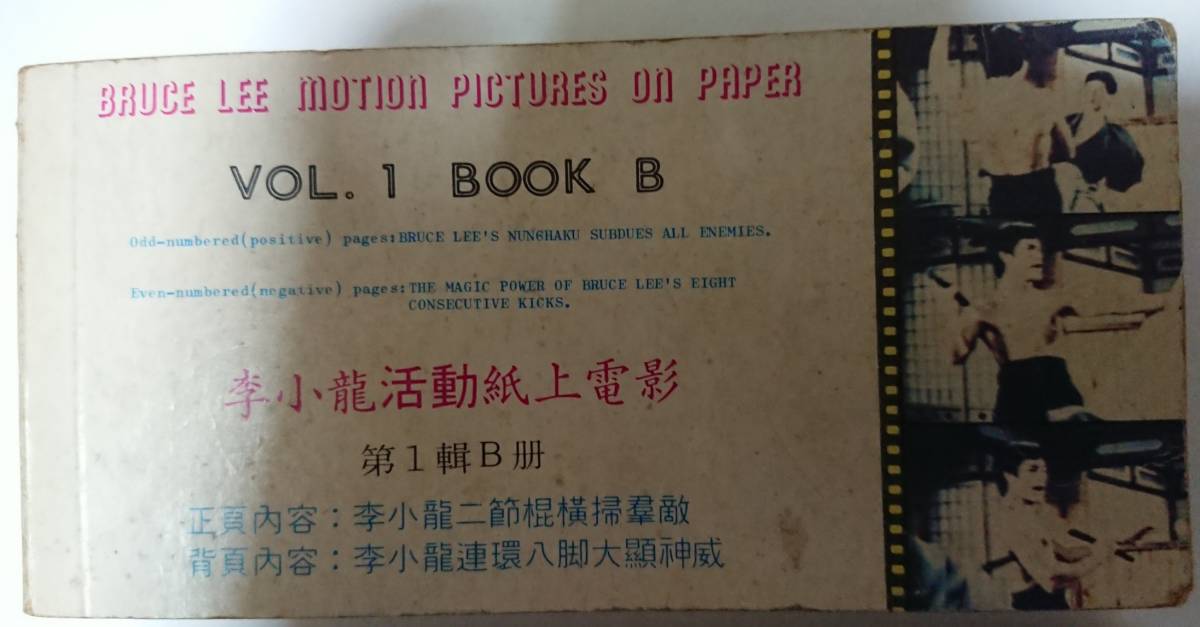 BRUCE LEE MOTION PICTURES ON PAPER
VOL. 1 BOOK B
Odd-numbered(positive) pages:BRUCE LEE'S NUNGHAKU SUBDUES ALL ENEMIES.
Even-numbered(negative) pages:THE MAGIC POWER OF BRUCE LEE'S EIGHT
CONSECUTIVE KICKS.
李小龍活動紙上電影
第1輯B册
正頁內容：李小龍二節棍橫掃羣敵
背頁內容：李小龍連環八脚大顯神威